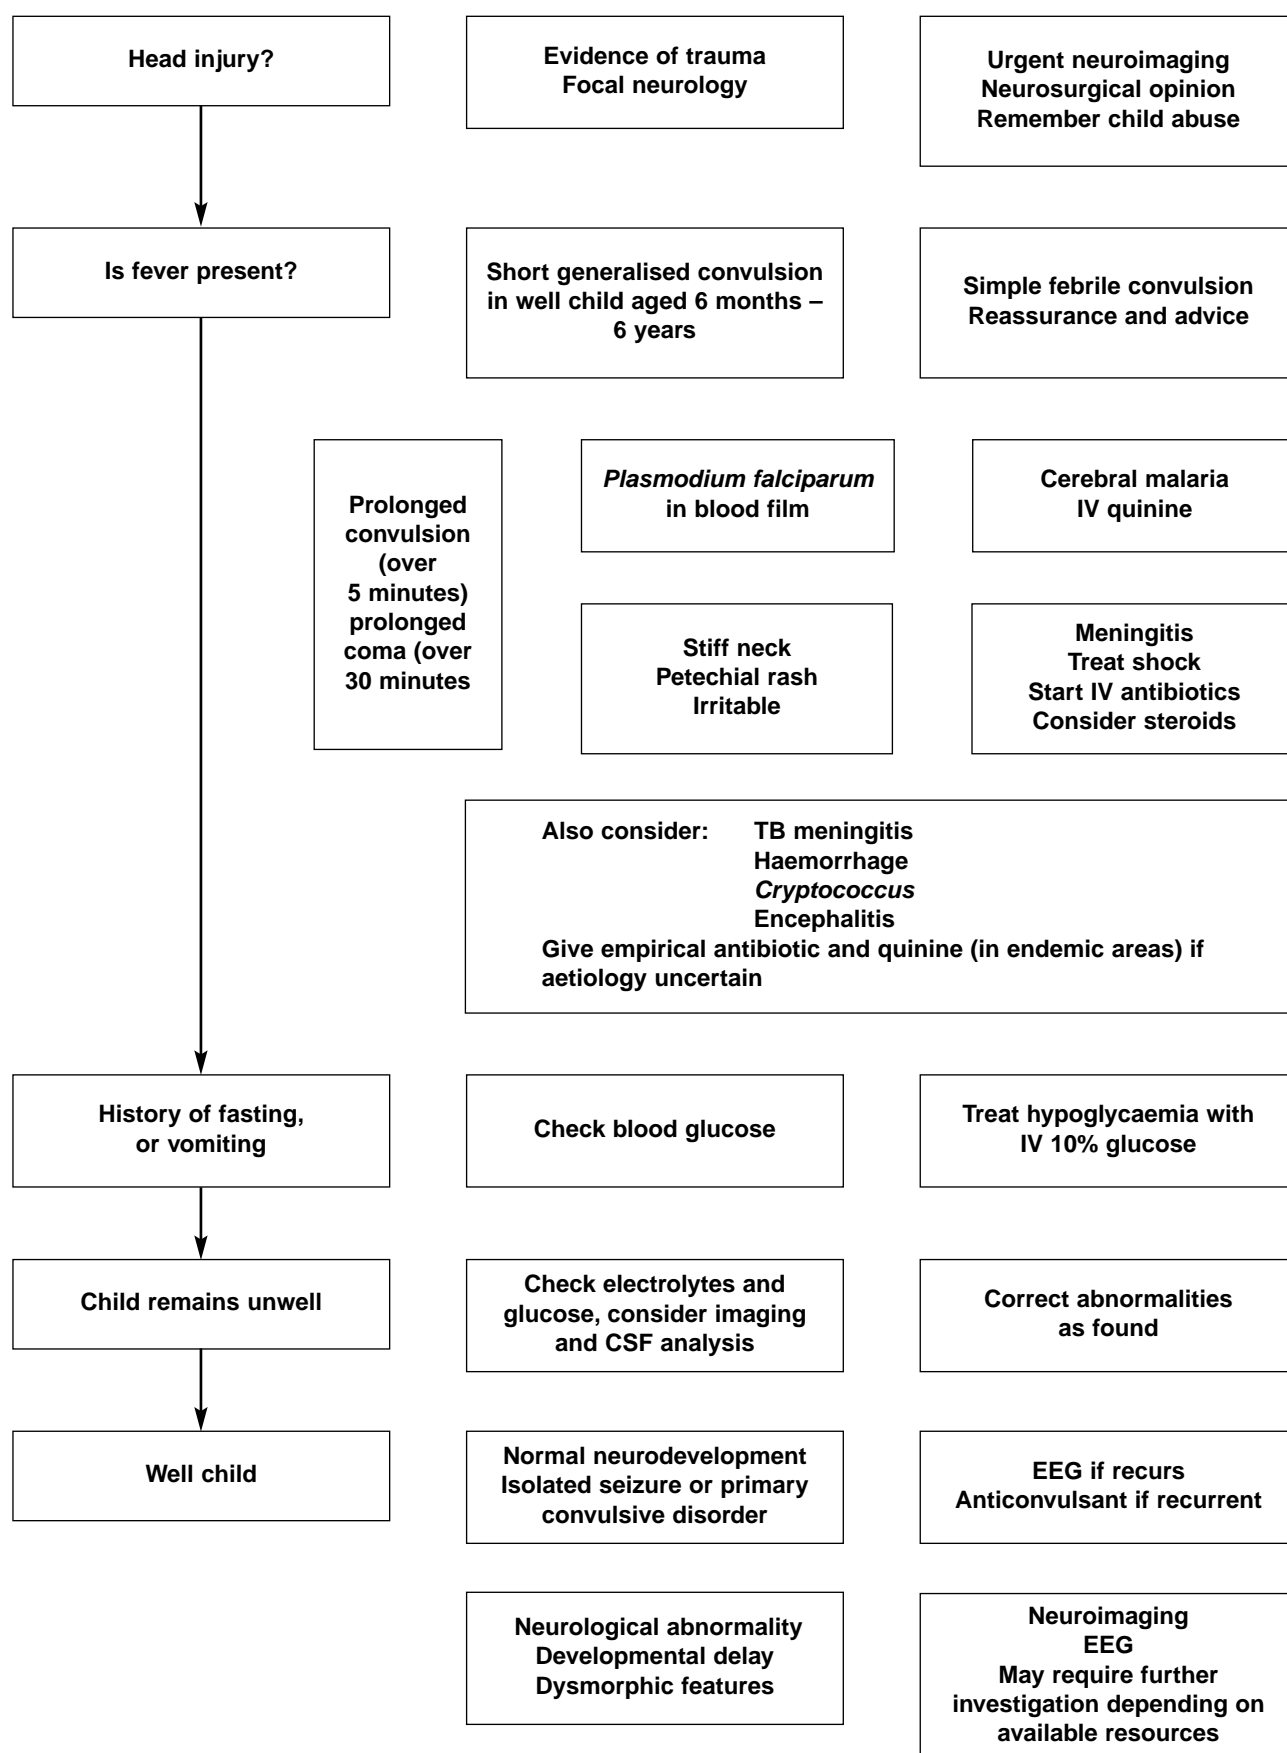 Head injury?
Evidence of trauma
Focal neurology
Urgent neuroimaging
Neurosurgical opinion
Remember child abuse
Is fever present?
Short generalised convulsion
in well child aged 6 months –
6 years
Simple febrile convulsion
Reassurance and advice
Prolonged
convulsion
(over
5 minutes)
prolonged
coma (over
30 minutes
Plasmodium falciparum
in blood film
Cerebral malaria
IV quinine
Stiff neck
Petechial rash
Irritable
Meningitis
Treat shock
Start IV antibiotics
Consider steroids
Also consider: TB meningitis
Haemorrhage
Cryptococcus
Encephalitis
Give empirical antibiotic and quinine (in endemic areas) if
aetiology uncertain
History of fasting,
or vomiting
Check blood glucose
Treat hypoglycaemia with
IV 10% glucose
Child remains unwell
Check electrolytes and
glucose, consider imaging
and CSF analysis
Correct abnormalities
as found
Well child
Normal neurodevelopment
Isolated seizure or primary
convulsive disorder
EEG if recurs
Anticonvulsant if recurrent
Neurological abnormality
Developmental delay
Dysmorphic features
Neuroimaging
EEG
May require further
investigation depending on
available resources